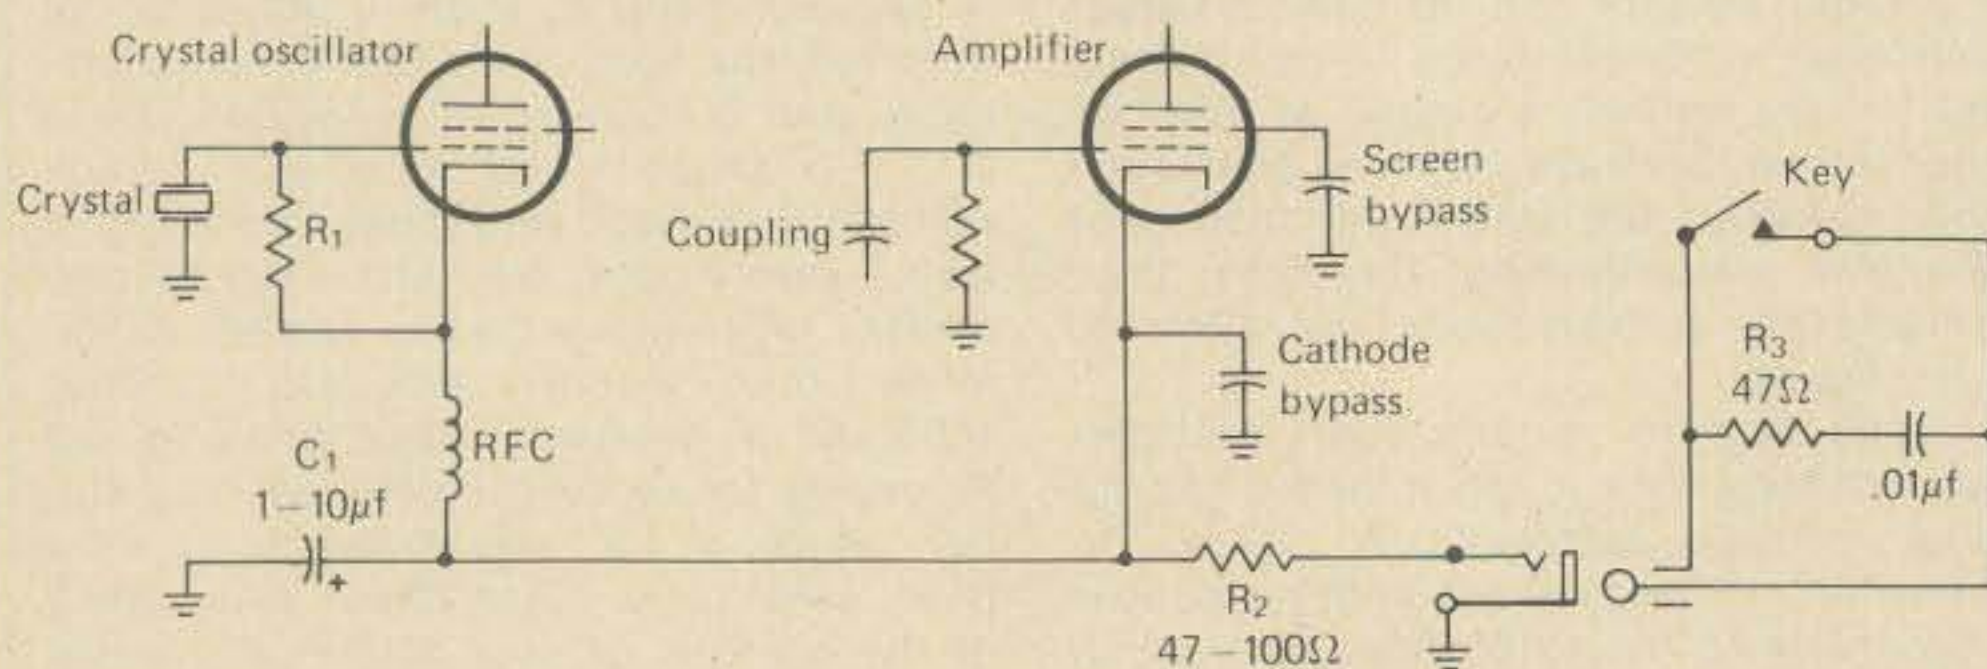 Crystal oscillator
Amplifier
Crystal
R₁
Coupling
Screen
bypass
Key
Cathode
bypass
R₃
47Ω
.01μf
C₁
1–10μf
RFC
+
R₂
47–100Ω